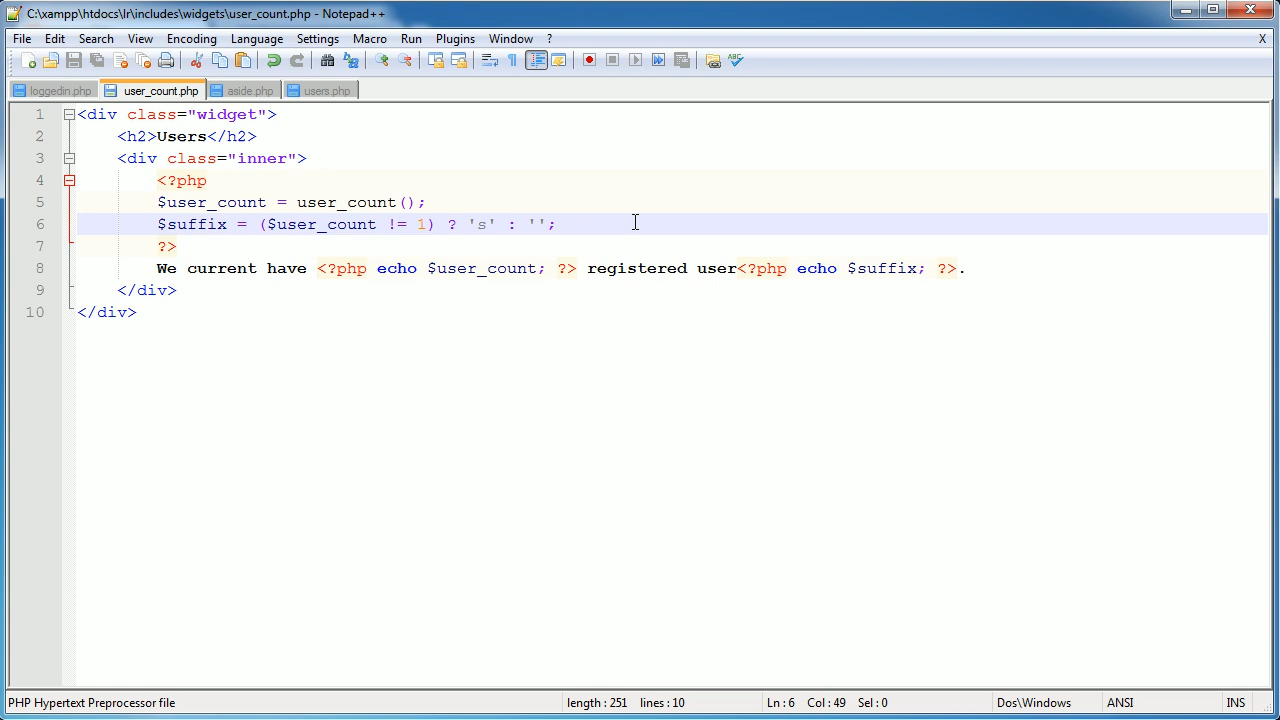 C:\xampp\htdocs\lr\includes\widgets\user_count.php - Notepad++
File Edit Search View Encoding Language Settings Macro Run Plugins Window ? X
loggedin.php user_count.php aside.php users.php
1 <div class="widget">
2 <h2>Users</h2>
3 <div class="inner">
4 <?php
5 $user_count = user_count();
6 $suffix = ($user_count != 1) ? 's' : '';
7 ?>
8 We current have <?php echo $user_count; ?> registered user<?php echo $suffix; ?>.
9 </div>
10 </div>
PHP Hypertext Preprocessor file length : 251 lines : 10 Ln : 6 Col : 49 Sel : 0 Dos\Windows ANSI INS